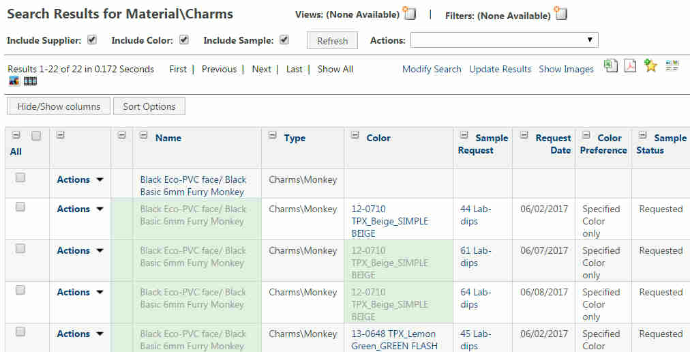 Search Results for Material\Charms Views: (None Available) | Filters: (None Available)
Include Supplier: Include Color: Include Sample: Refresh Actions:
Results 1-22 of 22 in 0.172 Seconds First | Previous | Next | Last | Show All Modify Search Update Results Show Images
Hide/Show columns Sort Options
All Name Type Color Sample Request Request Date Color Preference Sample Status
Actions Black Eco-PVC face/ Black Charms\Monkey
Basic 6mm Furry Monkey
Actions Black Eco-PVC face/ Black Charms\Monkey 12-0710 44 Lab- 06/02/2017 Specified Requested
Basic 6mm Furry Monkey TPX_Beige_SIMPLE dips Color
BEIGE only
Actions Black Eco-PVC face/ Black Charms\Monkey 12-0710 61 Lab- 06/07/2017 Specified Requested
Basic 6mm Furry Monkey TPX_Beige_SIMPLE dips Color
BEIGE only
Actions Black Eco-PVC face/ Black Charms\Monkey 12-0710 64 Lab- 06/08/2017 Specified Requested
Basic 6mm Furry Monkey TPX_Beige_SIMPLE dips Color
BEIGE only
Actions Black Eco-PVC face/ Black Charms\Monkey 13-0648 TPX_Lemon 45 Lab- 06/02/2017 Specified Requested
Basic 6mm Furry Monkey Green_GREEN FLASH dips Color